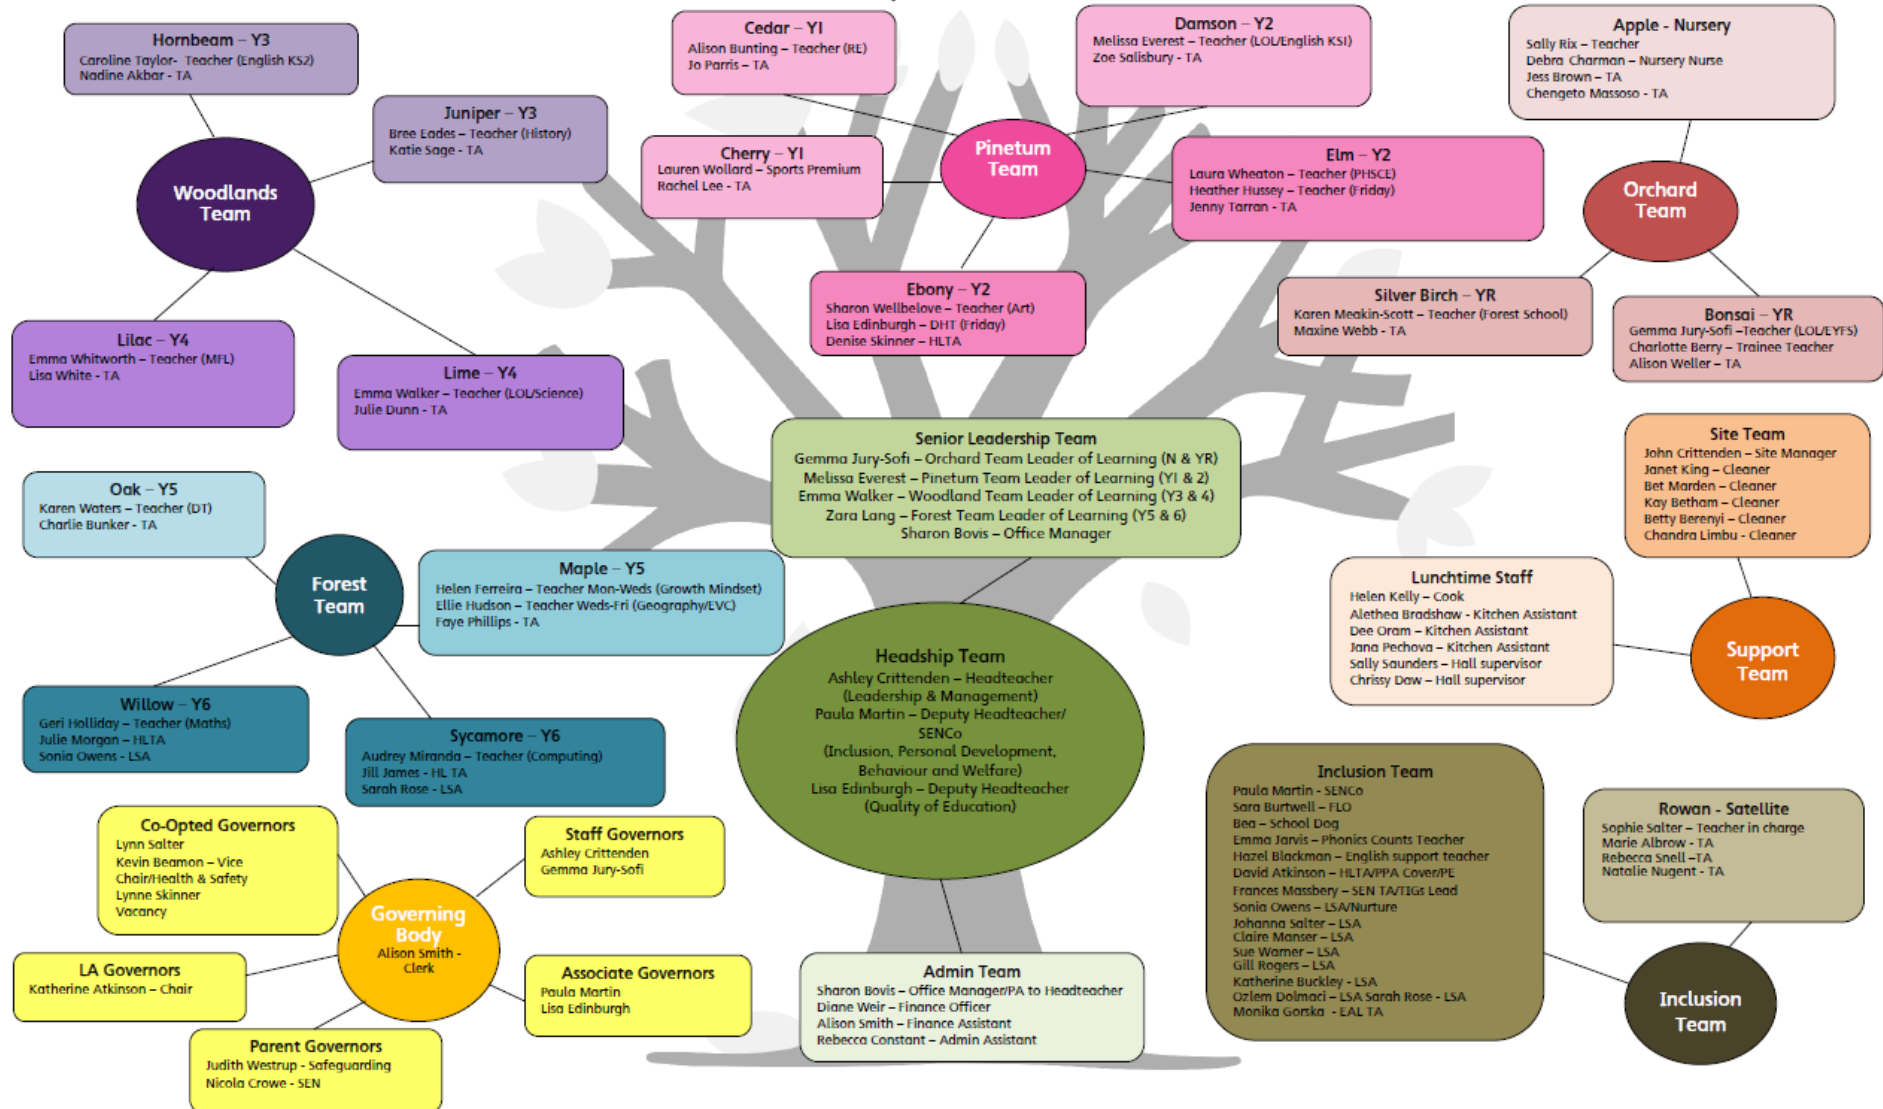 Hornbeam – Y3
Caroline Taylor- Teacher (English KS2)
Nadine Akbar - TA
Juniper – Y3
Bree Eades – Teacher (History)
Katie Sage - TA
Woodlands
Team
Lilac – Y4
Emma Whitworth – Teacher (MFL)
Lisa White - TA
Lime – Y4
Emma Walker – Teacher (LOL/Science)
Julie Dunn - TA
Cedar – Y1
Alison Bunting – Teacher (RE)
Jo Parris – TA
Damson – Y2
Melissa Everest – Teacher (LOL/English KS1)
Zoe Salisbury - TA
Cherry – Y1
Lauren Wollard – Sports Premium
Rachel Lee - TA
Pinetum
Team
Elm – Y2
Laura Wheaton – Teacher (PHSCE)
Heather Hussey – Teacher (Friday)
Jenny Tarran - TA
Ebony – Y2
Sharon Wellbelove – Teacher (Art)
Lisa Edinburgh – DHT (Friday)
Denise Skinner – HLTA
Apple - Nursery
Sally Rix – Teacher
Debra Charman – Nursery Nurse
Jess Brown – TA
Chengeto Massoso - TA
Orchard
Team
Silver Birch – YR
Karen Meakin-Scott – Teacher (Forest School)
Maxine Webb - TA
Bonsai – YR
Gemma Jury-Sofi –Teacher (LOL/EYFS)
Charlotte Berry – Trainee Teacher
Alison Weller – TA
Senior Leadership Team
Gemma Jury-Sofi – Orchard Team Leader of Learning (N & YR)
Melissa Everest – Pinetum Team Leader of Learning (Y1 & 2)
Emma Walker – Woodland Team Leader of Learning (Y3 & 4)
Zara Lang – Forest Team Leader of Learning (Y5 & 6)
Sharon Bovis – Office Manager
Site Team
John Crittenden – Site Manager
Janet King – Cleaner
Bet Marden – Cleaner
Kay Betham – Cleaner
Betty Berenyi – Cleaner
Chandra Limbu - Cleaner
Oak – Y5
Karen Waters – Teacher (DT)
Charlie Bunker - TA
Forest
Team
Maple – Y5
Helen Ferreira – Teacher Mon-Weds (Growth Mindset)
Ellie Hudson – Teacher Weds-Fri (Geography/EVC)
Faye Phillips - TA
Willow – Y6
Geri Holliday – Teacher (Maths)
Julie Morgan – HLTA
Sonia Owens - LSA
Sycamore – Y6
Audrey Miranda – Teacher (Computing)
Jill James - HL TA
Sarah Rose - LSA
Headship Team
Ashley Crittenden – Headteacher
(Leadership & Management)
Paula Martin – Deputy Headteacher/
SENCo
(Inclusion, Personal Development,
Behaviour and Welfare)
Lisa Edinburgh – Deputy Headteacher
(Quality of Education)
Lunchtime Staff
Helen Kelly – Cook
Alethea Bradshaw - Kitchen Assistant
Dee Oram – Kitchen Assistant
Jana Pechova – Kitchen Assistant
Sally Saunders – Hall supervisor
Chrissy Daw – Hall supervisor
Support
Team
Co-Opted Governors
Lynn Salter
Kevin Beamon – Vice
Chair/Health & Safety
Lynne Skinner
Vacancy
Staff Governors
Ashley Crittenden
Gemma Jury-Sofi
Governing
Body
Alison Smith -
Clerk
LA Governors
Katherine Atkinson – Chair
Associate Governors
Paula Martin
Lisa Edinburgh
Parent Governors
Judith Westrup - Safeguarding
Nicola Crowe - SEN
Admin Team
Sharon Bovis – Office Manager/PA to Headteacher
Diane Weir – Finance Officer
Alison Smith – Finance Assistant
Rebecca Constant – Admin Assistant
Inclusion Team
Paula Martin - SENCo
Sara Burtwell – FLO
Bea – School Dog
Emma Jarvis – Phonics Counts Teacher
Hazel Blackman – English support teacher
David Atkinson – HLTA/PPA Cover/PE
Frances Massbery – SEN TA/TIGs Lead
Sonia Owens – LSA/Nurture
Johanna Salter – LSA
Claire Manser – LSA
Sue Warner – LSA
Gill Rogers – LSA
Katherine Buckley - LSA
Ozlem Dolmaci – LSA Sarah Rose - LSA
Monika Gorska - EAL TA
Rowan - Satellite
Sophie Salter – Teacher in charge
Marie Albrow - TA
Rebecca Snell –TA
Natalie Nugent - TA
Inclusion
Team